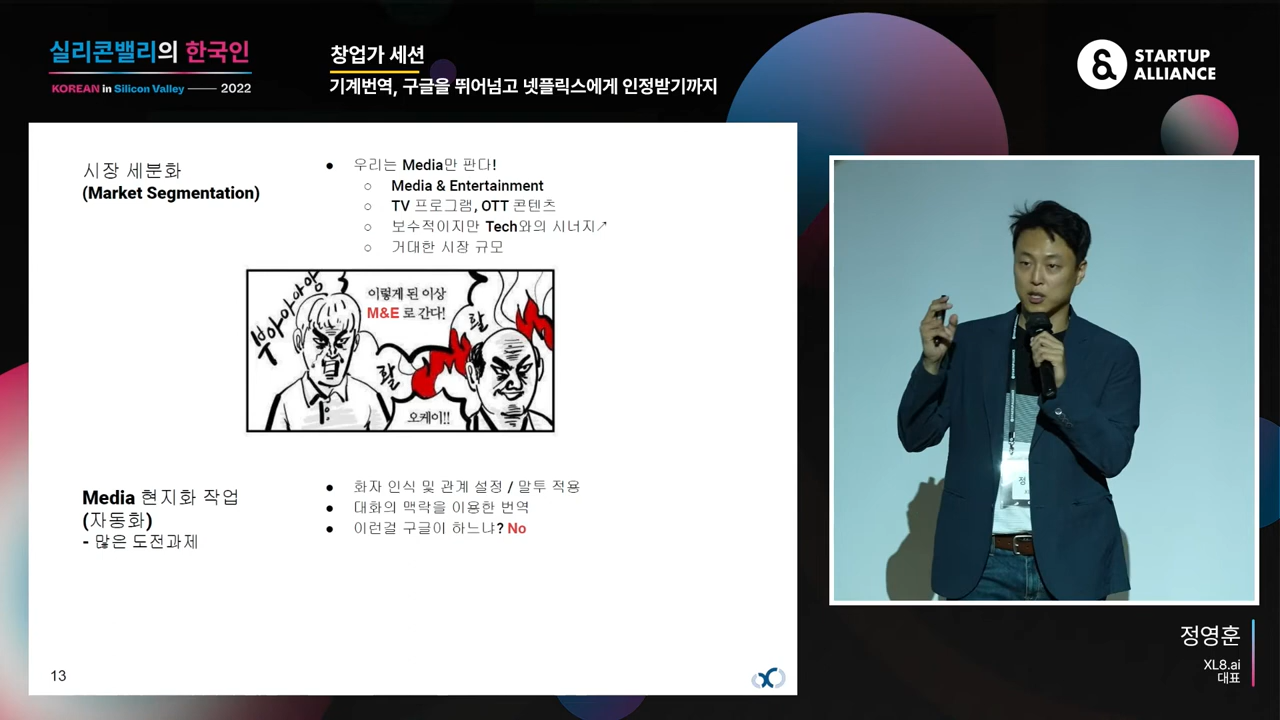 실리콘밸리의 한국인
KOREAN in Silicon Valley 2022
창업가 세션
기계번역, 구글을 뛰어넘고 넷플릭스에게 인정받기까지
STARTUP
ALLIANCE
시장 세분화
(Market Segmentation)
● 우리는 Media만 판다!
○ Media & Entertainment
○ TV 프로그램, OTT 콘텐츠
○ 보수적이지만 Tech와의 시너지↗
○ 거대한 시장 규모
부아아아앙
이렇게 된 이상
M&E 로 간다!
콸
콸
오케이!!
Media 현지화 작업
(자동화)
- 많은 도전과제
● 화자 인식 및 관계 설정 / 말투 적용
● 대화의 맥락을 이용한 번역
● 이런걸 구글이 하느냐? No
13
정
정영훈
XL8.ai
대표